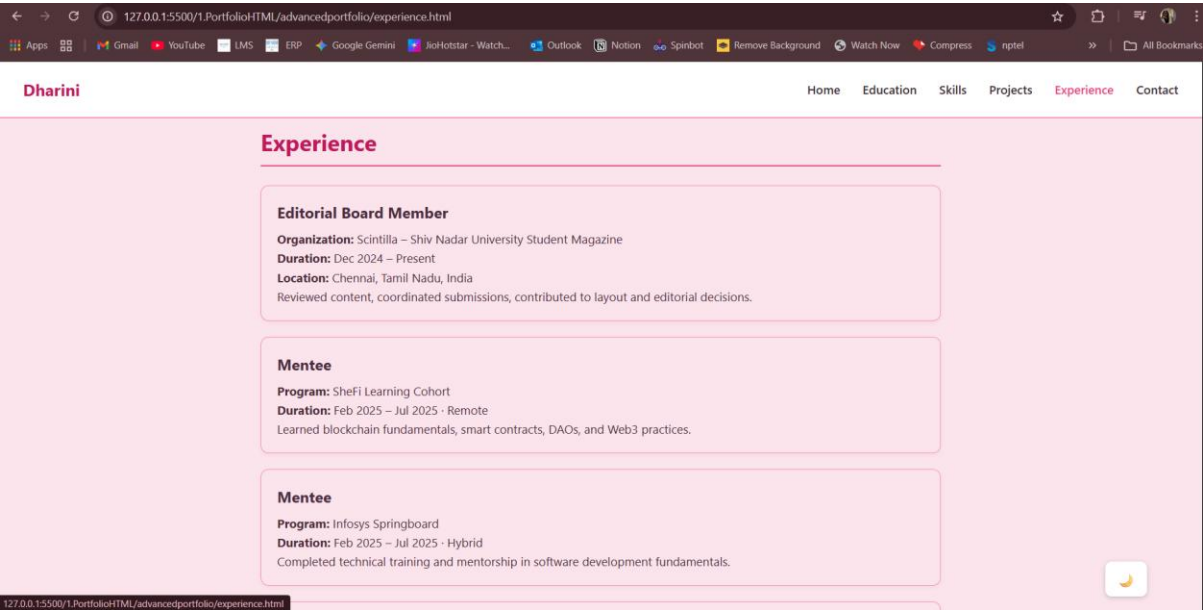 127.0.0.1:5500/1.PortfolioHTML/advancedportfolio/experience.html
Apps Gmail YouTube LMS ERP Google Gemini JioHotstar - Watch... Outlook Notion Spinbot Remove Background Watch Now Compress nptel » All Bookmarks
Dharini Home Education Skills Projects Experience Contact
Experience
Editorial Board Member
Organization: Scintilla – Shiv Nadar University Student Magazine
Duration: Dec 2024 – Present
Location: Chennai, Tamil Nadu, India
Reviewed content, coordinated submissions, contributed to layout and editorial decisions.
Mentee
Program: SheFi Learning Cohort
Duration: Feb 2025 – Jul 2025 · Remote
Learned blockchain fundamentals, smart contracts, DAOs, and Web3 practices.
Mentee
Program: Infosys Springboard
Duration: Feb 2025 – Jul 2025 · Hybrid
Completed technical training and mentorship in software development fundamentals.
127.0.0.1:5500/1.PortfolioHTML/advancedportfolio/experience.html